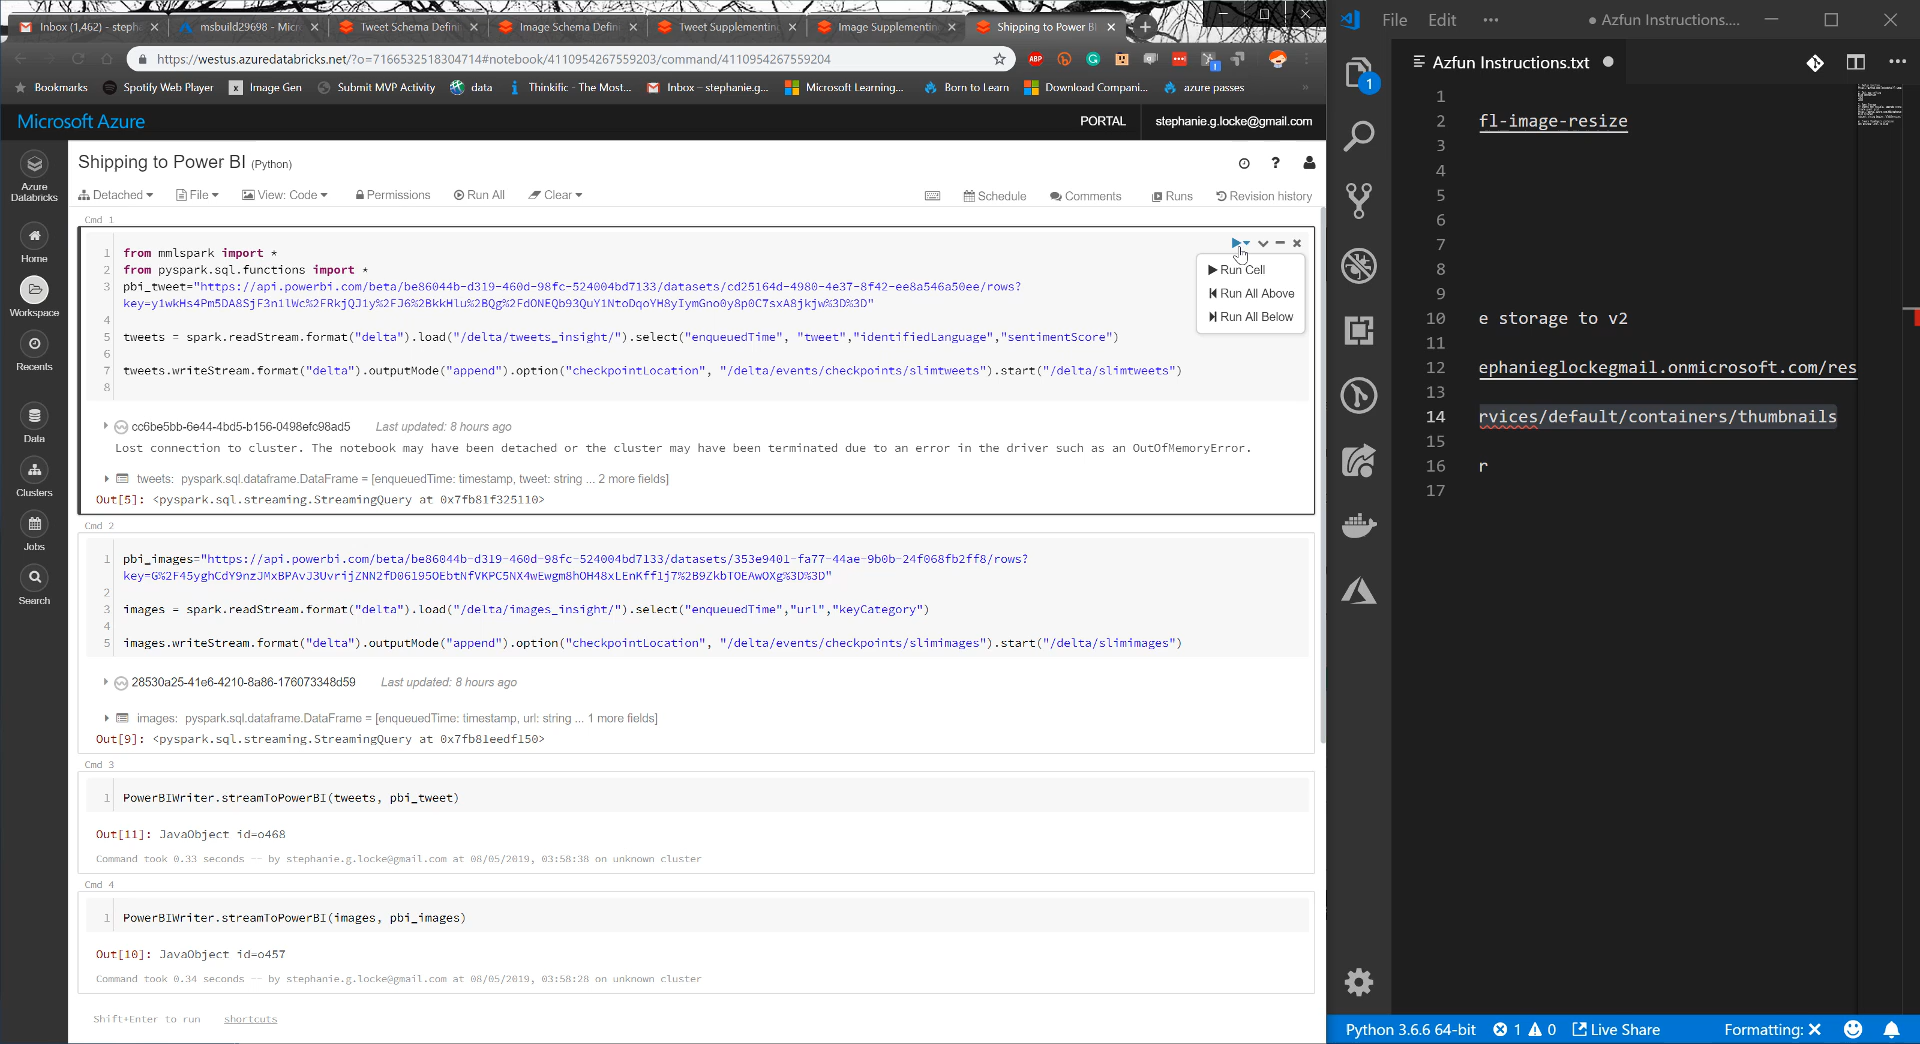 Inbox (1,462) - steph
msbuild29698 - Micr
Tweet Schema Defin
Image Schema Defin
Tweet Supplementin
Image Supplementin
Shipping to Power B
https://westus.azuredatabricks.net/?o=7166532518304714#notebook/4110954267559203/command/4110954267559204
Bookmarks
Spotify Web Player
Image Gen
Submit MVP Activity
data
Thinkific - The Most...
Inbox – stephanie.g...
Microsoft Learning...
Born to Learn
Download Compani...
azure passes
Microsoft Azure
PORTAL
stephanie.g.locke@gmail.com
Azure Databricks
Home
Workspace
Recents
Data
Clusters
Jobs
Search
Shipping to Power BI (Python)
Detached
File
View: Code
Permissions
Run All
Clear
Schedule
Comments
Runs
Revision history
Cmd 1
1 from mmlspark import *
2 from pyspark.sql.functions import *
3 pbi_tweet="https://api.powerbi.com/beta/be86044b-d319-460d-98fc-524004bd7133/datasets/cd25164d-4980-4e37-8f42-ee8a546a50ee/rows?
4
5 tweets = spark.readStream.format("delta").load("/delta/tweets_insight/").select("enqueuedTime", "tweet","identifiedLanguage","sentimentScore")
6
7 tweets.writeStream.format("delta").outputMode("append").option("checkpointLocation", "/delta/events/checkpoints/slimtweets").start("/delta/slimtweets")
8
Run Cell
Run All Above
Run All Below
cc6be5bb-6e44-4bd5-b156-0498efc98ad5 Last updated: 8 hours ago
Lost connection to cluster. The notebook may have been detached or the cluster may have been terminated due to an error in the driver such as an OutOfMemoryError.
tweets: pyspark.sql.dataframe.DataFrame = [enqueuedTime: timestamp, tweet: string ... 2 more fields]
Out[5]: <pyspark.sql.streaming.StreamingQuery at 0x7fb81f325110>
Cmd 2
1 pbi_images="https://api.powerbi.com/beta/be86044b-d319-460d-98fc-524004bd7133/datasets/353e9401-fa77-44ae-9b0b-24f068fb2ff8/rows?
2
3 images = spark.readStream.format("delta").load("/delta/images_insight/").select("enqueuedTime","url","keyCategory")
4
5 images.writeStream.format("delta").outputMode("append").option("checkpointLocation", "/delta/events/checkpoints/slimimages").start("/delta/slimimages")
28530a25-41e6-4210-8a86-176073348d59 Last updated: 8 hours ago
images: pyspark.sql.dataframe.DataFrame = [enqueuedTime: timestamp, url: string ... 1 more fields]
Out[9]: <pyspark.sql.streaming.StreamingQuery at 0x7fb81eedf150>
Cmd 3
1 PowerBIWriter.streamToPowerBI(tweets, pbi_tweet)
Out[11]: JavaObject id=o468
Command took 0.33 seconds -- by stephanie.g.locke@gmail.com at 08/05/2019, 03:58:38 on unknown cluster
Cmd 4
1 PowerBIWriter.streamToPowerBI(images, pbi_images)
Out[10]: JavaObject id=o457
Command took 0.34 seconds -- by stephanie.g.locke@gmail.com at 08/05/2019, 03:58:28 on unknown cluster
Shift+Enter to run shortcuts
File
Edit
Azfun Instructions....
Azfun Instructions.txt
1
1
2 fl-image-resize
3
4
5
6
7
8
9
10 e storage to v2
11
12 ephanieglockegmail.onmicrosoft.com/res
13
14 rvices/default/containers/thumbnails
15
16 r
17
Python 3.6.6 64-bit
1
0
Live Share
Formatting: